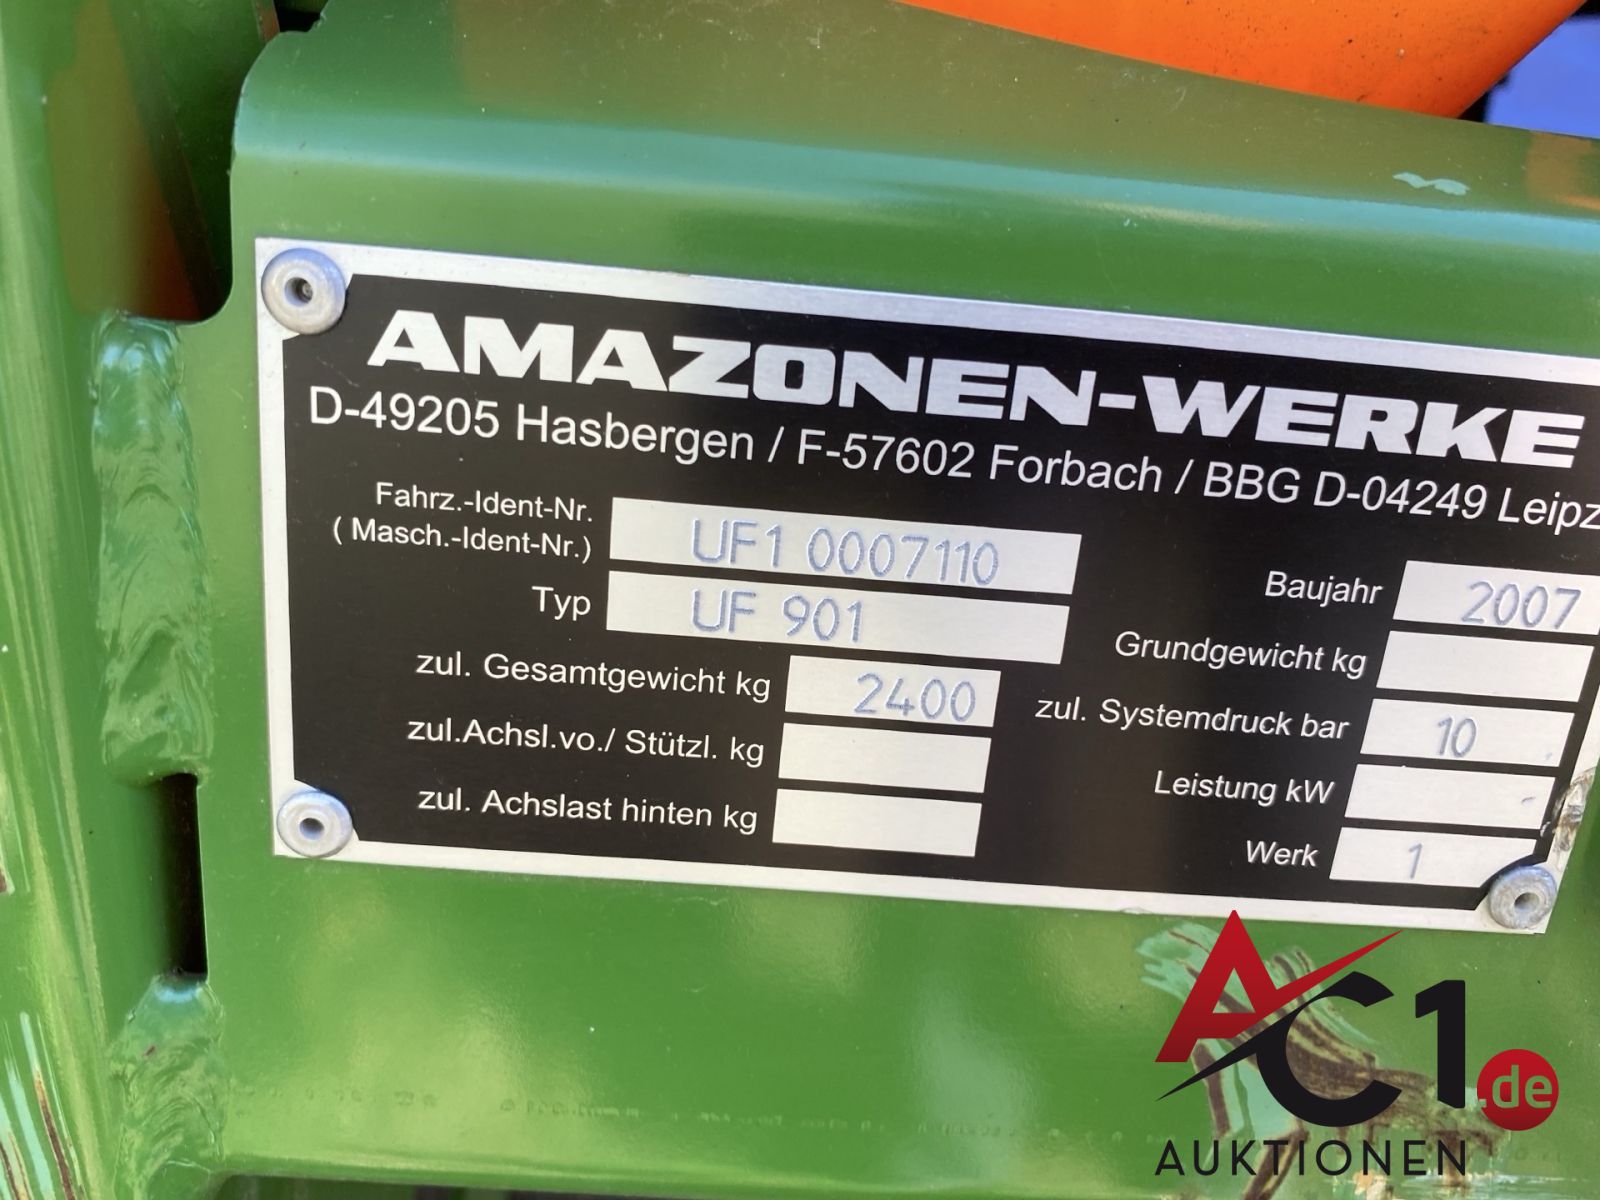 AMAZONEN-WERKE
D-49205 Hasbergen / F-57602 Forbach / BBG D-04249 Leipz
Fahrz.-Ident-Nr.
( Masch.-Ident-Nr.) UF1 0007110
Typ UF 901
zul. Gesamtgewicht kg 2400
zul.Achsl.vo./ Stützl. kg
zul. Achslast hinten kg
Baujahr 2007
Grundgewicht kg
zul. Systemdruck bar 10
Leistung kW
Werk 1
AC1.de
AUKTIONEN